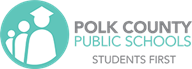 POLK COUNTY
PUBLIC SCHOOLS
STUDENTS FIRST